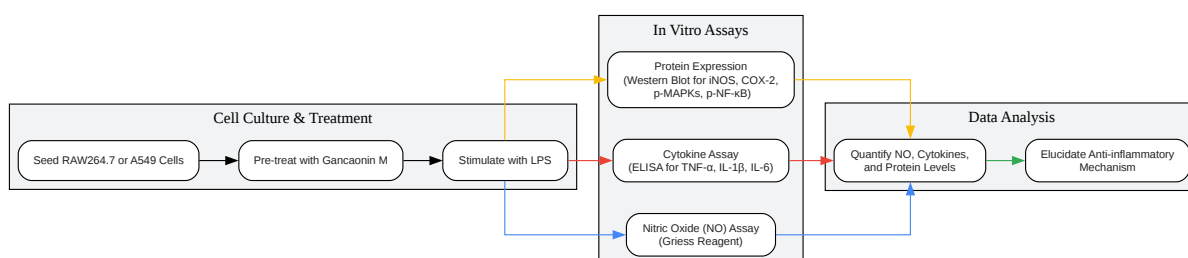 Cell Culture & Treatment
Seed RAW264.7 or A549 Cells
Pre-treat with Gancaonin M
Stimulate with LPS
In Vitro Assays
Protein Expression
(Western Blot for iNOS, COX-2,
p-MAPKs, p-NF-κB)
Cytokine Assay
(ELISA for TNF-α, IL-1β, IL-6)
Nitric Oxide (NO) Assay
(Griess Reagent)
Data Analysis
Quantify NO, Cytokines,
and Protein Levels
Elucidate Anti-inflammatory
Mechanism